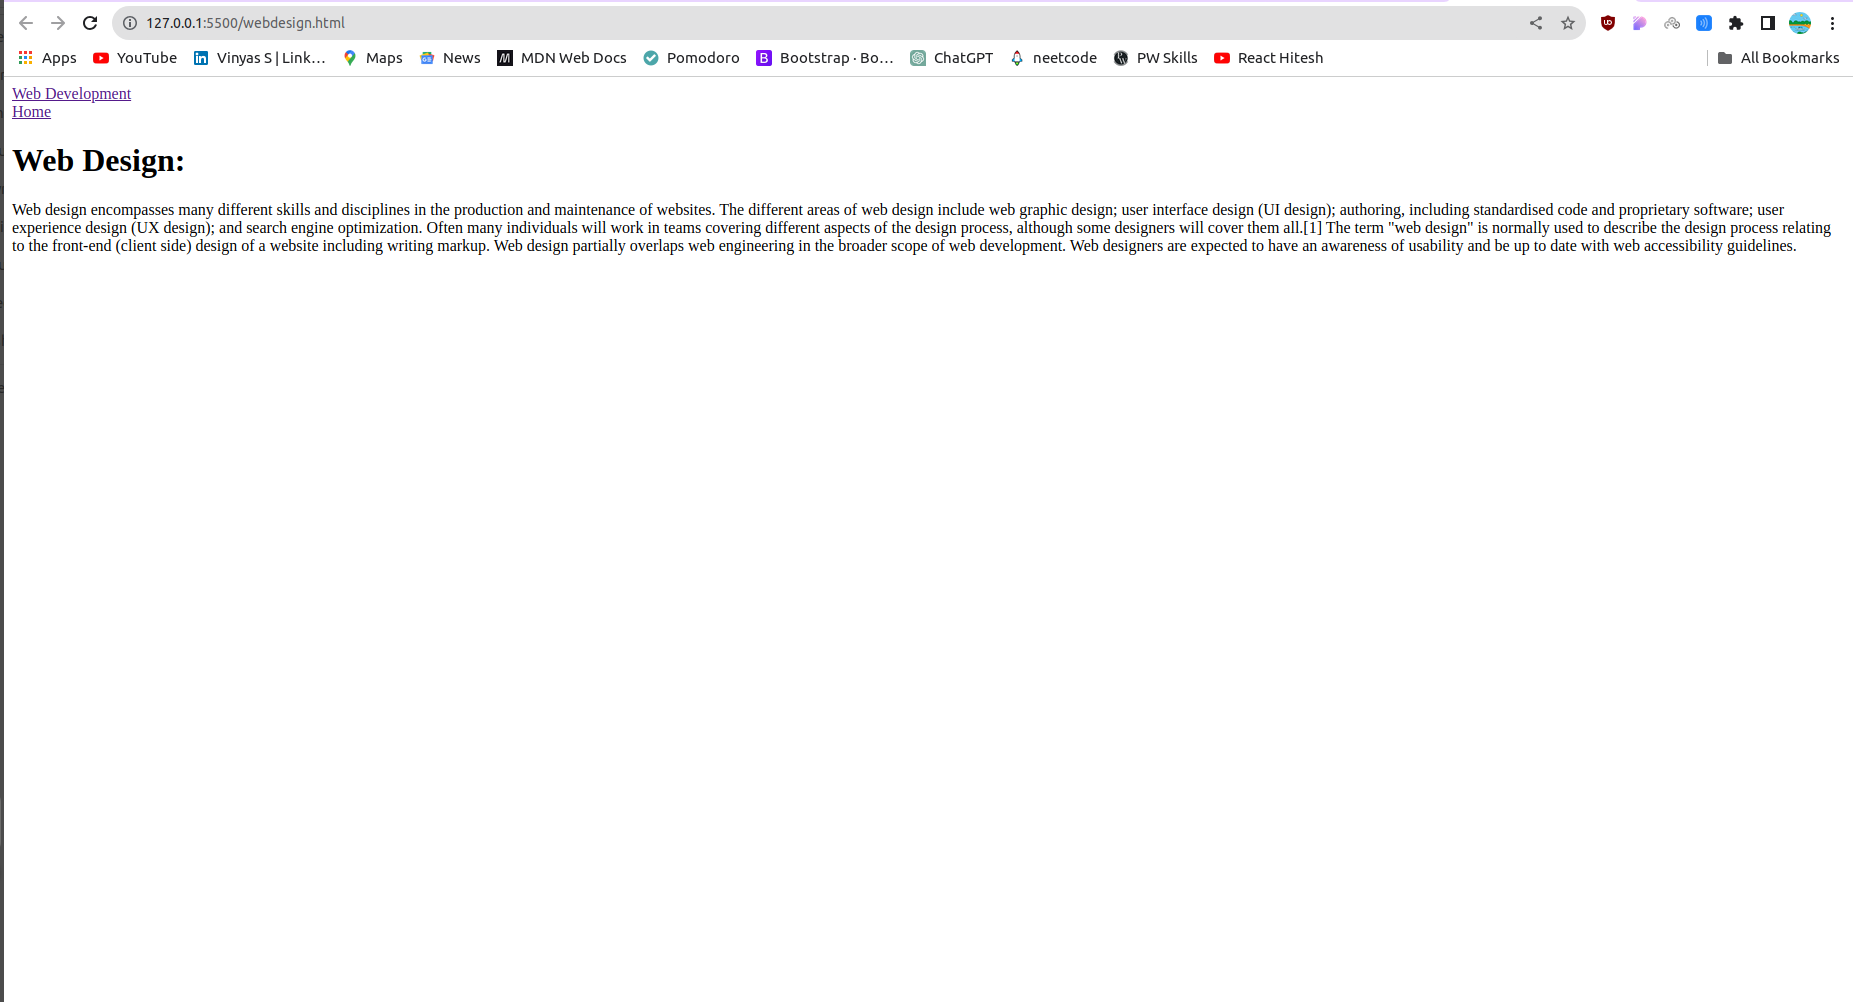 127.0.0.1:5500/webdesign.html
Apps YouTube Vinyas S | Link... Maps News MDN Web Docs Pomodoro Bootstrap · Bo... ChatGPT neetcode PW Skills React Hitesh All Bookmarks
Web Development
Home
Web Design:
Web design encompasses many different skills and disciplines in the production and maintenance of websites. The different areas of web design include web graphic design; user interface design (UI design); authoring, including standardised code and proprietary software; user
experience design (UX design); and search engine optimization. Often many individuals will work in teams covering different aspects of the design process, although some designers will cover them all.[1] The term "web design" is normally used to describe the design process relating
to the front-end (client side) design of a website including writing markup. Web design partially overlaps web engineering in the broader scope of web development. Web designers are expected to have an awareness of usability and be up to date with web accessibility guidelines.